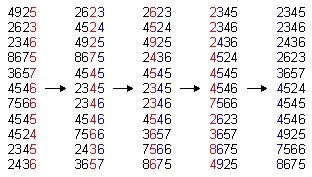 4925 2623 2623 2345 2345
2623 4524 4524 2346 2346
2346 4925 4925 2436 2436
8675 8675 2436 4524 2623
3657 4545 4545 4545 3657
4546 2345 2345 4546 4524
7566 2346 2346 7566 4545
4545 4546 4546 2623 4546
4524 7566 3657 3657 4925
2345 2436 7566 8675 7566
2436 3657 8675 4925 8675